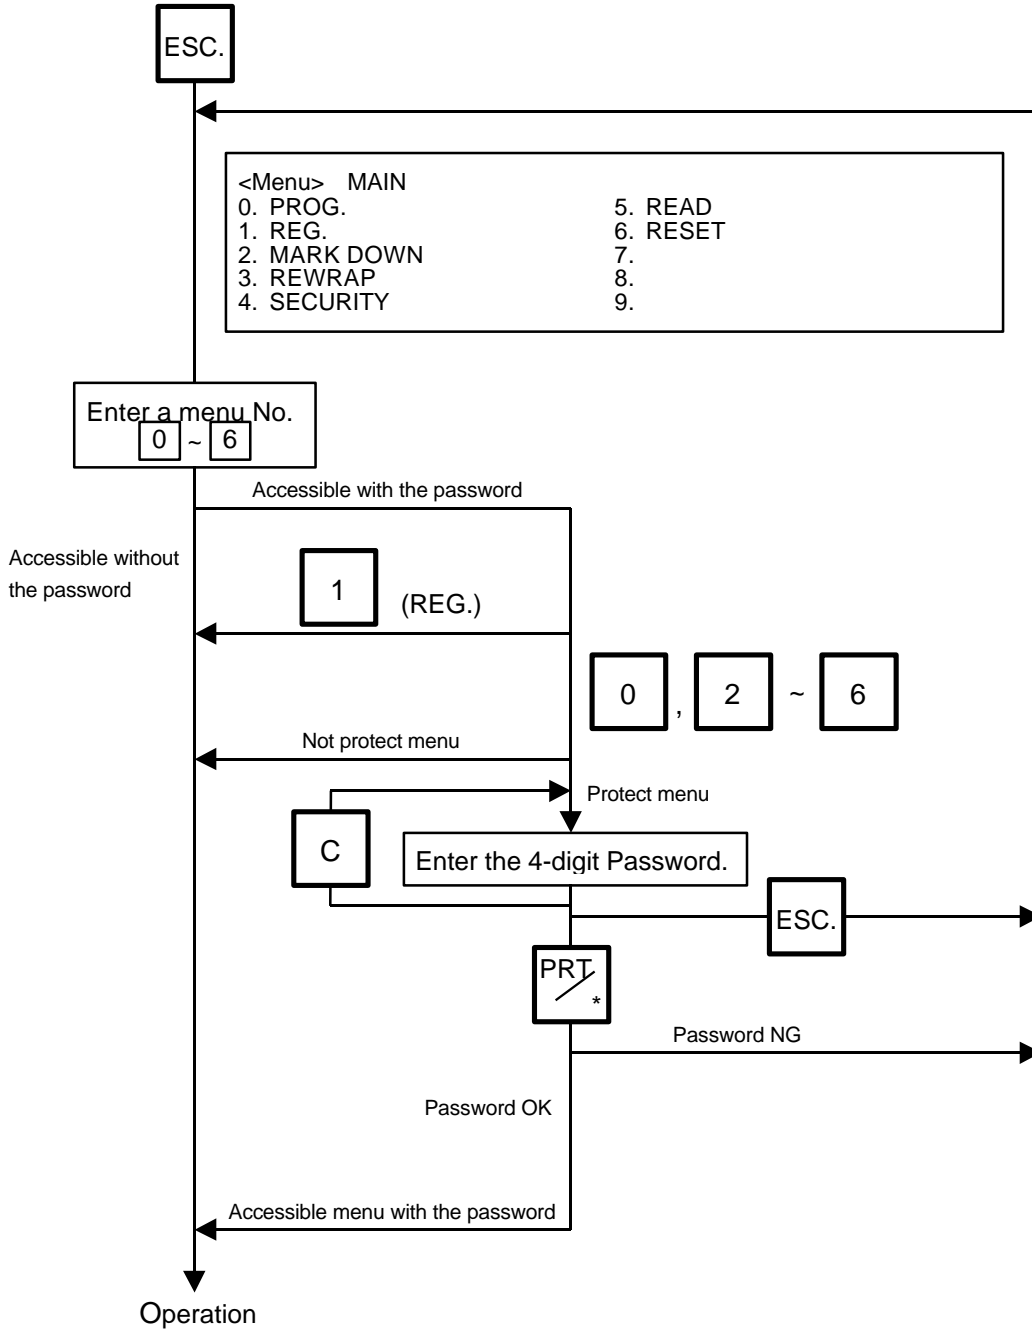 ESC.
<Menu> MAIN
0. PROG. 5. READ
1. REG. 6. RESET
2. MARK DOWN 7.
3. REWRAP 8.
4. SECURITY 9.
Enter a menu No.
0 ~ 6
Accessible with the password
Accessible without
the password
1 (REG.)
0 , 2 ~ 6
Not protect menu
Protect menu
C
Enter the 4-digit Password.
ESC.
PRT
*
Password NG
Password OK
Accessible menu with the password
Operation